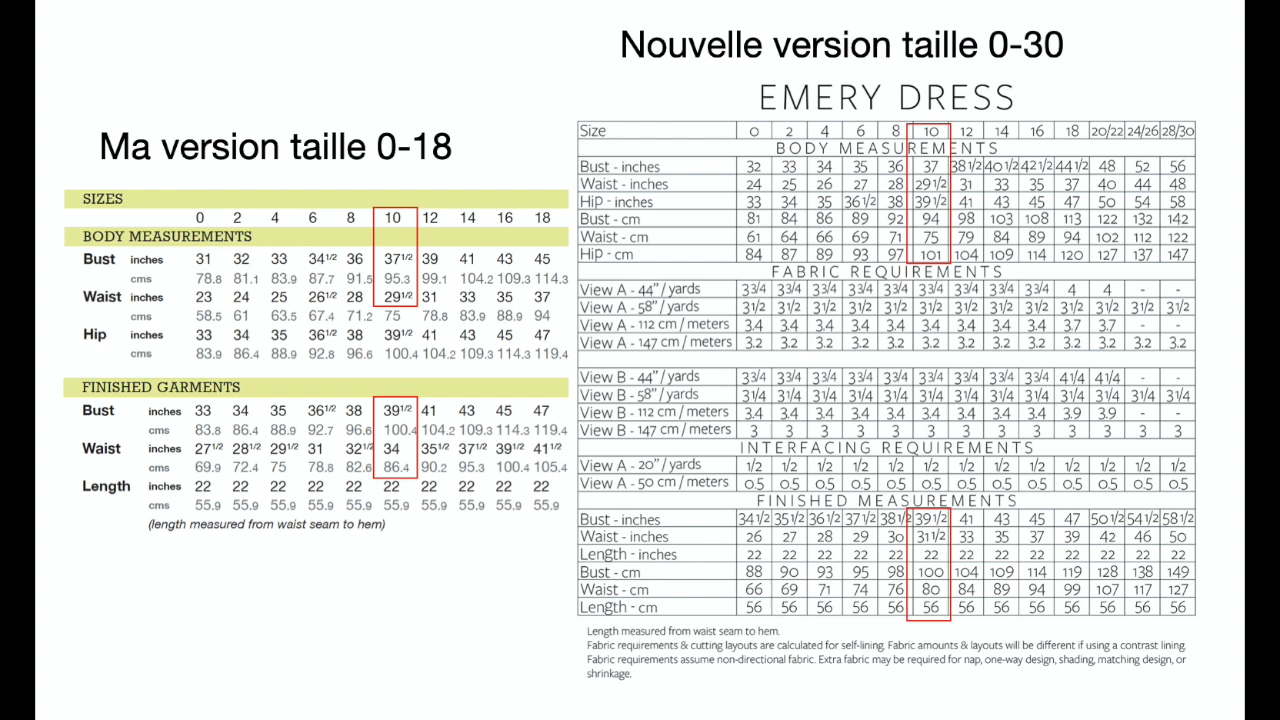 Nouvelle version taille 0-30
EMERY DRESS
Ma version taille 0-18
SIZES
0 2 4 6 8 10 12 14 16 18
BODY MEASUREMENTS
Bust inches 31 32 33 34 1/2 36 37 1/2 39 41 43 45
cms 78.8 81.1 83.9 87.7 91.5 95.3 99.1 104.2 109.3 114.3
Waist inches 23 24 25 26 1/2 28 29 1/2 31 33 35 37
cms 58.5 61 63.5 67.4 71.2 75 78.8 83.9 88.9 94
Hip inches 33 34 35 36 1/2 38 39 1/2 41 43 45 47
cms 83.9 86.4 88.9 92.8 96.6 100.4 104.2 109.3 114.3 119.4
FINISHED GARMENTS
Bust inches 33 34 35 36 1/2 38 39 1/2 41 43 45 47
cms 83.8 86.4 88.9 92.7 96.6 100.4 104.2 109.3 114.3 119.4
Waist inches 27 1/2 28 1/2 29 1/2 31 32 1/2 34 35 1/2 37 1/2 39 1/2 41 1/2
cms 69.9 72.4 75 78.8 82.6 86.4 90.2 95.3 100.4 105.4
Length inches 22 22 22 22 22 22 22 22 22 22
cms 55.9 55.9 55.9 55.9 55.9 55.9 55.9 55.9 55.9 55.9
(length measured from waist seam to hem)
Size 0 2 4 6 8 10 12 14 16 18 20/22 24/26 28/30
BODY MEASUREMENTS
Bust - inches 32 33 34 35 36 37 38 1/2 40 1/2 42 1/2 44 1/2 48 52 56
Waist - inches 24 25 26 27 28 29 1/2 31 33 35 37 40 44 48
Hip - inches 33 34 35 36 1/2 38 39 1/2 41 43 45 47 50 54 58
Bust - cm 81 84 86 89 92 94 98 103 108 113 122 132 142
Waist - cm 61 64 66 69 71 75 79 84 89 94 102 112 122
Hip - cm 84 87 89 93 97 101 104 109 114 120 127 137 147
FABRIC REQUIREMENTS
View A - 44" / yards 3 3/4 3 3/4 3 3/4 3 3/4 3 3/4 3 3/4 3 3/4 3 3/4 3 3/4 4 4 - -
View A - 58" / yards 3 1/2 3 1/2 3 1/2 3 1/2 3 1/2 3 1/2 3 1/2 3 1/2 3 1/2 3 1/2 3 1/2 3 1/2 3 1/2
View A - 112 cm / meters 3.4 3.4 3.4 3.4 3.4 3.4 3.4 3.4 3.4 3.7 3.7 - -
View A - 147 cm / meters 3.2 3.2 3.2 3.2 3.2 3.2 3.2 3.2 3.2 3.2 3.2 3.2 3.2
View B - 44" / yards 3 3/4 3 3/4 3 3/4 3 3/4 3 3/4 3 3/4 3 3/4 3 3/4 3 3/4 4 1/4 4 1/4 - -
View B - 58" / yards 3 1/4 3 1/4 3 1/4 3 1/4 3 1/4 3 1/4 3 1/4 3 1/4 3 1/4 3 1/4 3 1/4 3 1/4 3 1/4
View B - 112 cm / meters 3.4 3.4 3.4 3.4 3.4 3.4 3.4 3.4 3.4 3.9 3.9 - -
View B - 147 cm / meters 3 3 3 3 3 3 3 3 3 3 3 3 3
INTERFACING REQUIREMENTS
View A - 20" / yards 1/2 1/2 1/2 1/2 1/2 1/2 1/2 1/2 1/2 1/2 1/2 1/2 1/2
View A - 50 cm / meters 0.5 0.5 0.5 0.5 0.5 0.5 0.5 0.5 0.5 0.5 0.5 0.5 0.5
FINISHED MEASUREMENTS
Bust - inches 34 1/2 35 1/2 36 1/2 37 1/2 38 1/2 39 1/2 41 43 45 47 50 1/2 54 1/2 58 1/2
Waist - inches 26 27 28 29 30 31 1/2 33 35 37 39 42 46 50
Length - inches 22 22 22 22 22 22 22 22 22 22 22 22 22
Bust - cm 88 90 93 95 98 100 104 109 114 119 128 138 149
Waist - cm 66 69 71 74 76 80 84 89 94 99 107 117 127
Length - cm 56 56 56 56 56 56 56 56 56 56 56 56 56
Length measured from waist seam to hem.
Fabric requirements & cutting layouts are calculated for self-lining. Fabric amounts & layouts will be different if using a contrast lining.
Fabric requirements assume non-directional fabric. Extra fabric may be required for nap, one-way design, shading, matching design, or
shrinkage.